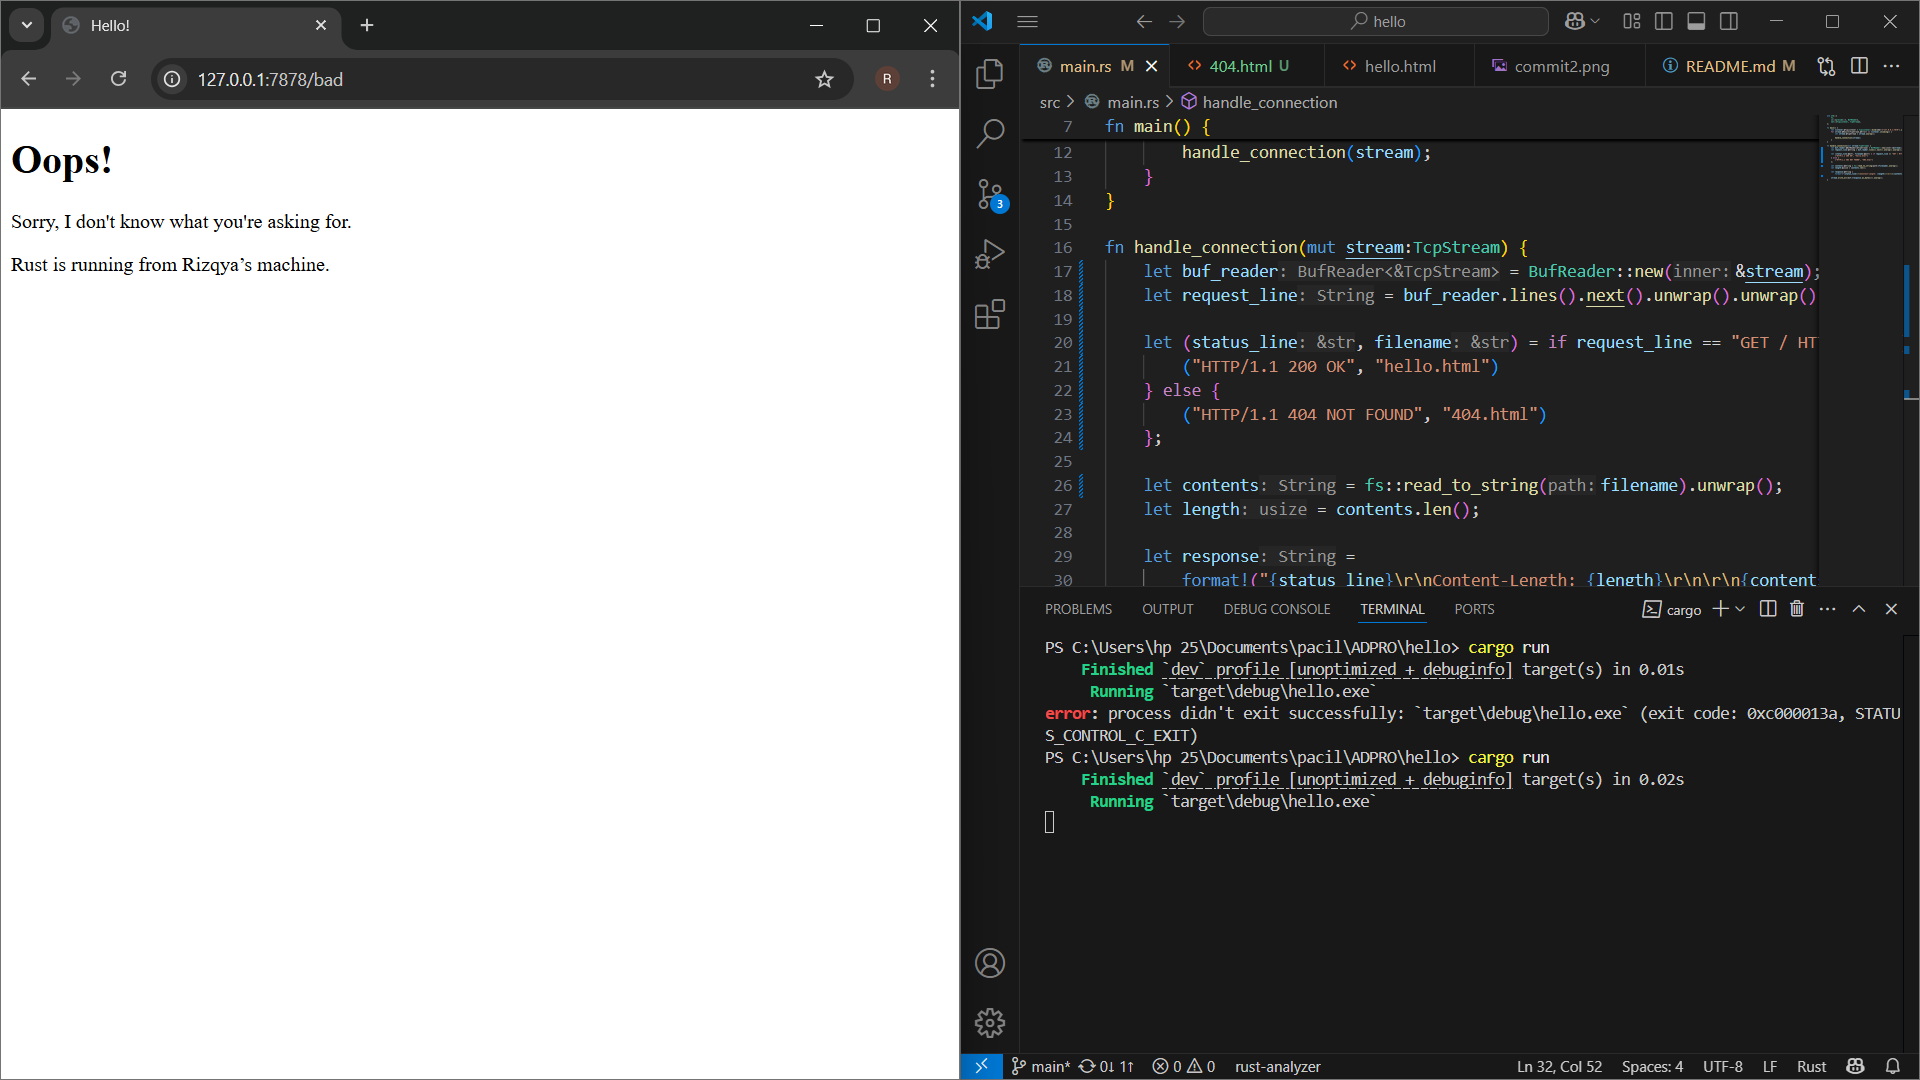 Hello!
127.0.0.1:7878/bad
R
Oops!
Sorry, I don't know what you're asking for.
Rust is running from Rizqya’s machine.
hello
main.rs M
404.html U
hello.html
commit2.png
README.md M
src > main.rs > handle_connection
7 fn main() {
12 handle_connection(stream);
13 }
14 }
15
16 fn handle_connection(mut stream:TcpStream) {
17 let buf_reader: BufReader<&TcpStream> = BufReader::new(inner: &stream);
18 let request_line: String = buf_reader.lines().next().unwrap().unwrap()
19
20 let (status_line: &str, filename: &str) = if request_line == "GET / HT
21 ("HTTP/1.1 200 OK", "hello.html")
22 } else {
23 ("HTTP/1.1 404 NOT FOUND", "404.html")
24 };
25
26 let contents: String = fs::read_to_string(path: filename).unwrap();
27 let length: usize = contents.len();
28
29 let response: String =
30 format!("{status_line}\r\nContent-Length: {length}\r\n\r\n{content
3
PROBLEMS OUTPUT DEBUG CONSOLE TERMINAL PORTS
cargo
PS C:\Users\hp 25\Documents\pacil\ADPRO\hello> cargo run
Finished `dev` profile [unoptimized + debuginfo] target(s) in 0.01s
Running `target\debug\hello.exe`
error: process didn't exit successfully: `target\debug\hello.exe` (exit code: 0xc000013a, STATU
S_CONTROL_C_EXIT)
PS C:\Users\hp 25\Documents\pacil\ADPRO\hello> cargo run
Finished `dev` profile [unoptimized + debuginfo] target(s) in 0.02s
Running `target\debug\hello.exe`
main* 0↓ 1↑ 0 0 rust-analyzer Ln 32, Col 52 Spaces: 4 UTF-8 LF Rust